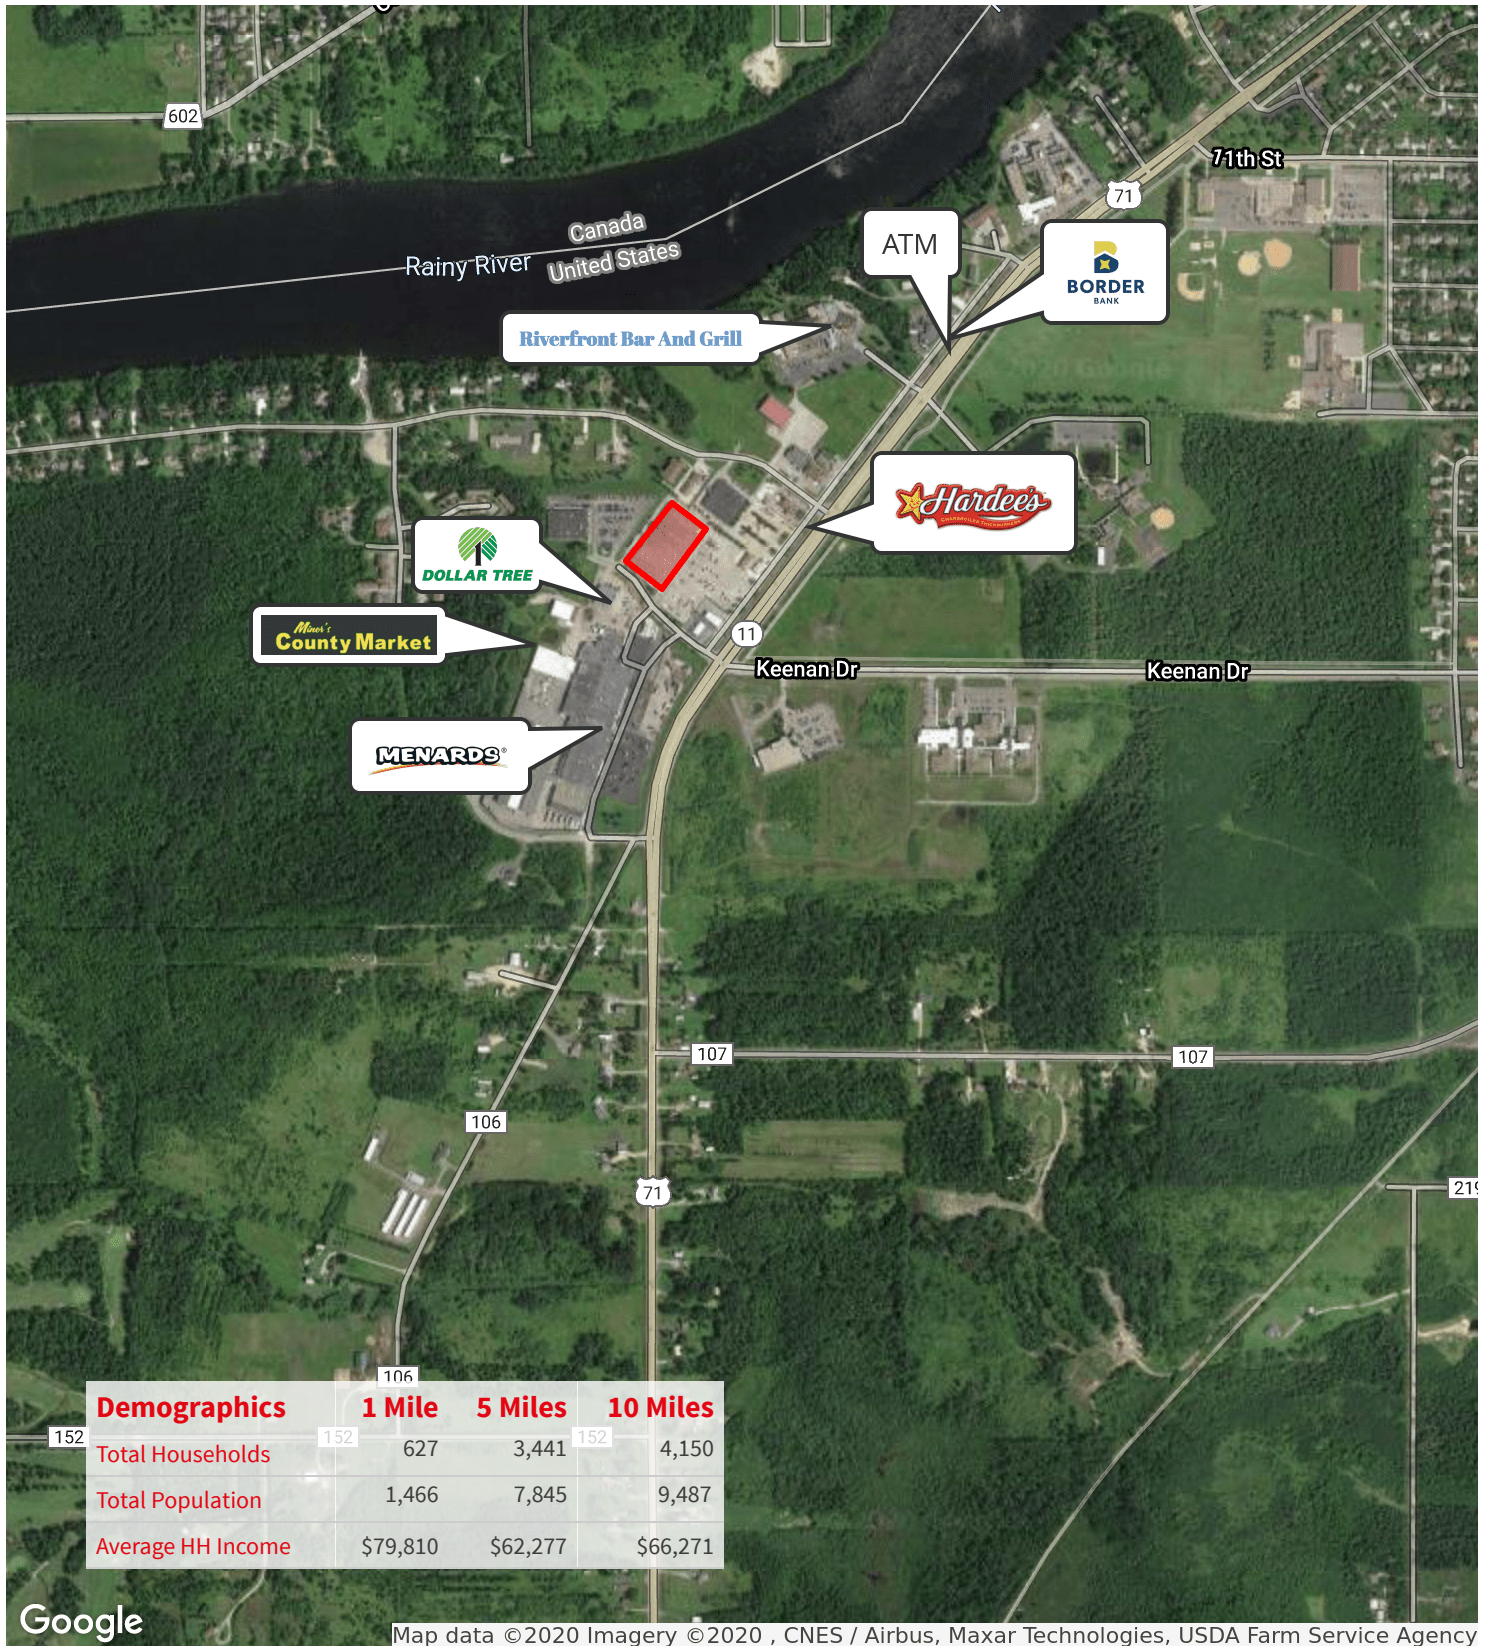 602
11th St
71
Canada
Rainy River
United States
ATM
BORDER
BANK
Riverfront Bar And Grill
Hardee's
DOLLAR TREE
Minor's
County Market
11
Keenan Dr
Keenan Dr
MENARDS®
107
107
106
71
219
106
152
152
152
Demographics 1 Mile 5 Miles 10 Miles
Total Households 627 3,441 4,150
Total Population 1,466 7,845 9,487
Average HH Income $79,810 $62,277 $66,271
Google
Map data ©2020 Imagery ©2020 , CNES / Airbus, Maxar Technologies, USDA Farm Service Agency